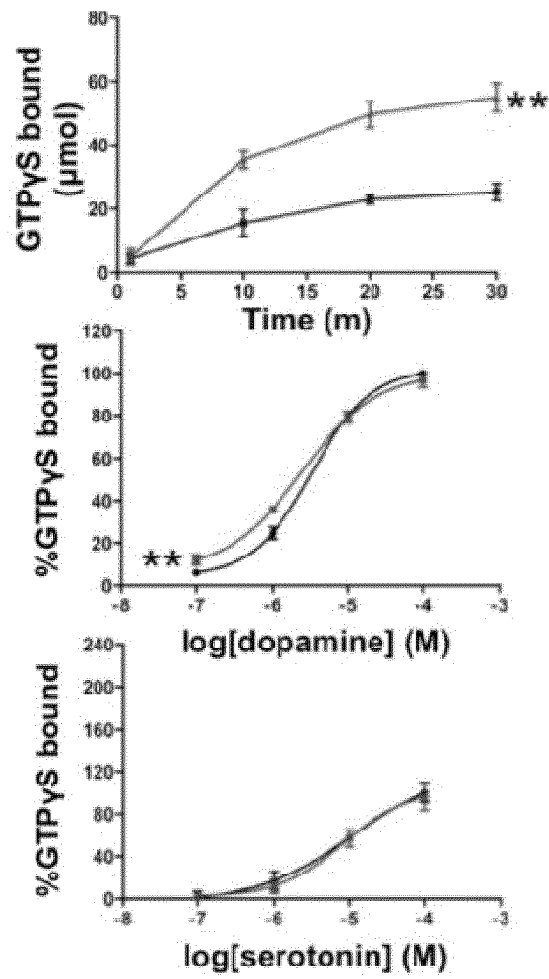 80
60
40
20
0
GTPγS bound
(µmol)
**
0 5 10 15 20 25 30
Time (m)
120
100
80
60
40
20
0
%GTPγS bound
**
-8 -7 -6 -5 -4 -3
log[dopamine] (M)
240
200
160
120
80
40
0
%GTPγS bound
-8 -7 -6 -5 -4 -3
log[serotonin] (M)